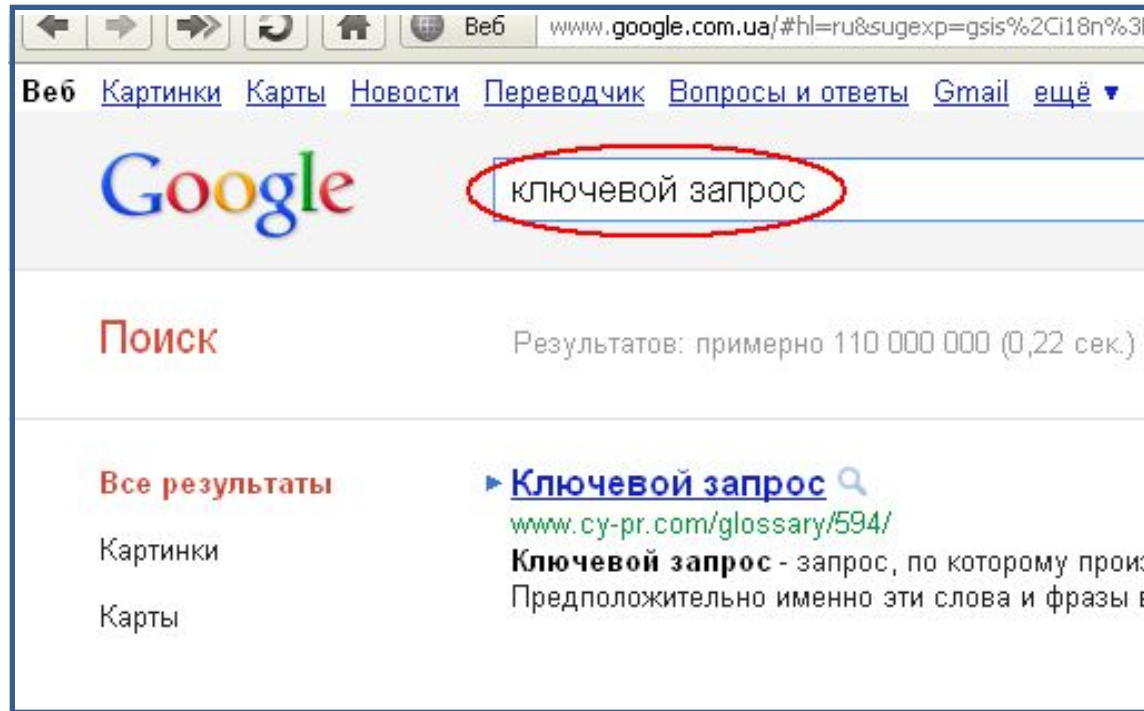 Веб www.google.com.ua/#hl=ru&sugexp=gsis%2Ci18n%3
Веб Картинки Карты Новости Переводчик Вопросы и ответы Gmail ещё ▼
Google ключевой запрос
Поиск Результатов: примерно 110 000 000 (0,22 сек.)
Все результаты
Картинки
Карты
Ключевой запрос
www.cy-pr.com/glossary/594/
Ключевой запрос - запрос, по которому прои
Предположительно именно эти слова и фразы